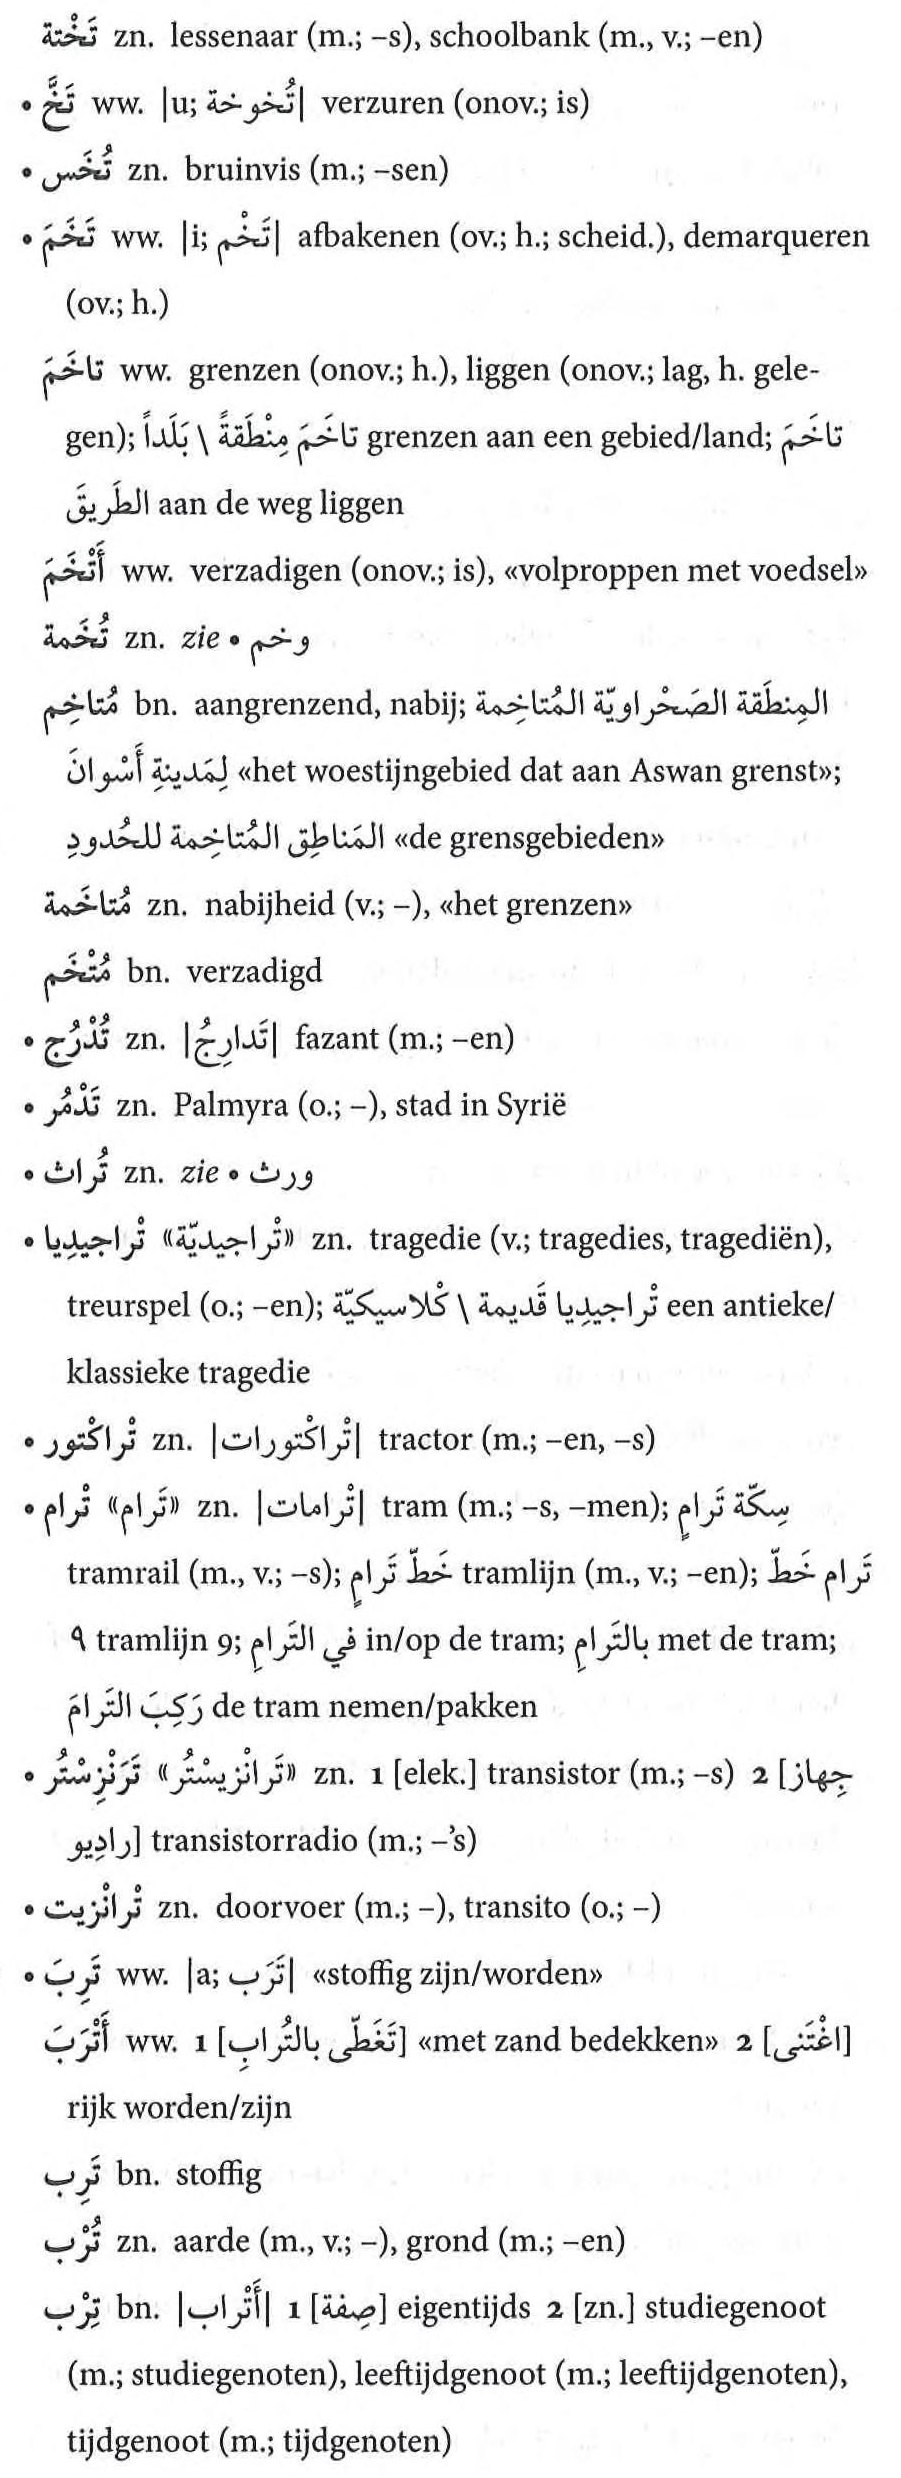 تَخْتة zn. lessenaar (m.; –s), schoolbank (m., v.; –en)
• تَخَّ ww. |u; تُخوخة| verzuren (onov.; is)
• تُخَس zn. bruinvis (m.; –sen)
• تَخَمَ ww. |i; تَخْم| afbakenen (ov.; h.; scheid.), demarqueren
(ov.; h.)
تاخَمَ ww. grenzen (onov.; h.), liggen (onov.; lag, h. gele-
gen); تاخَمَ مِنْطَقةً \ بَلَداً grenzen aan een gebied/land; تاخَمَ
الطَريقَ aan de weg liggen
أَتْخَمَ ww. verzadigen (onov.; is), «volproppen met voedsel»
تُخَمة zn. zie • وخم
مُتاخِم bn. aangrenzend, nabij; المِنطَقة الصَحْراويّة المُتاخِمة
لِمَدينةِ أَسْوانَ «het woestijngebied dat aan Aswan grenst»;
المَناطِق المُتاخِمة للحُدودِ «de grensgebieden»
مُتاخَمة zn. nabijheid (v.; –), «het grenzen»
مُتْخَم bn. verzadigd
• تُدْرُج zn. |تَدارِجُ| fazant (m.; –en)
• تَدْمُر zn. Palmyra (o.; –), stad in Syrië
• تُراث zn. zie • ورث
• تْراجيدِيا «تْراجيديّة» zn. tragedie (v.; tragedies, tragediën),
treurspel (o.; –en); تْراجيدِيا قَديمة \ كْلاسيكيّة een antieke/
klassieke tragedie
• تْراكْتور zn. |تْراكْتورات| tractor (m.; –en, –s)
• تْرام «تَرام» zn. |تْرامات| tram (m.; –s, –men); سِكّة تَرامٍ
tramrail (m., v.; –s); خَطّ تَرامٍ tramlijn (m., v.; –en); تَرام خَطّ
٩ tramlijn 9; في التَرامِ in/op de tram; بالتَرامِ met de tram;
رَكِبَ التَرامَ de tram nemen/pakken
• تَرَنْزِسْتُر «تَرانْزيسْتُر» zn. 1 [elek.] transistor (m.; –s) 2 [جِهاز
رادِيو] transistorradio (m.; –’s)
• تْرانْزيت zn. doorvoer (m.; –), transito (o.; –)
• تَرِبَ ww. |a; تَرَب| «stoffig zijn/worden»
أَتْرَبَ ww. 1 [تَغَطّى بالتُرابِ] «met zand bedekken» 2 [اغْتَنى]
rijk worden/zijn
تَرِب bn. stoffig
تُرْب zn. aarde (m., v.; –), grond (m.; –en)
تِرْب bn. |أَتْراب| 1 [صِفة] eigentijds 2 [zn.] studiegenoot
(m.; studiegenoten), leeftijdgenoot (m.; leeftijdgenoten),
tijdgenoot (m.; tijdgenoten)